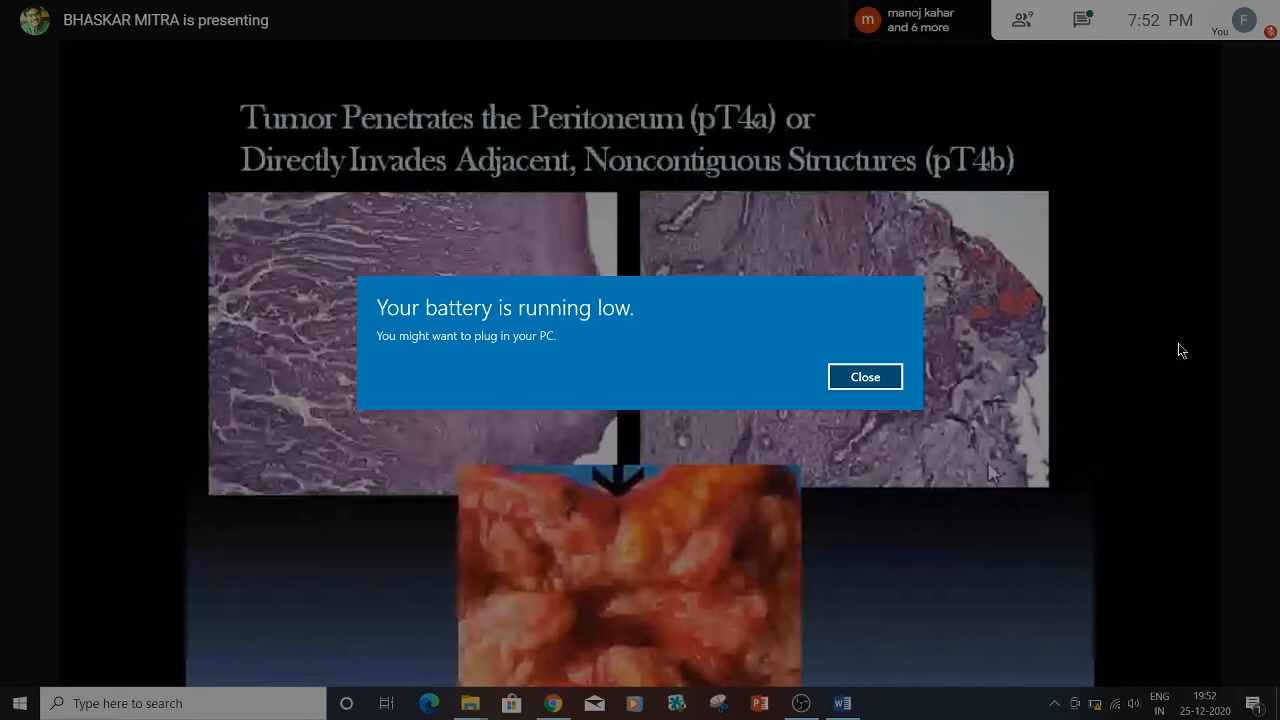 BHASKAR MITRA is presenting
m
manoj kahar
and 6 more
9
7:52 PM
You
F
Tumor Penetrates the Peritoneum (pT4a) or
Directly Invades Adjacent, Noncontiguous Structures (pT4b)
Your battery is running low.
You might want to plug in your PC.
Close
Type here to search
ENG
IN
19:52
25-12-2020
1